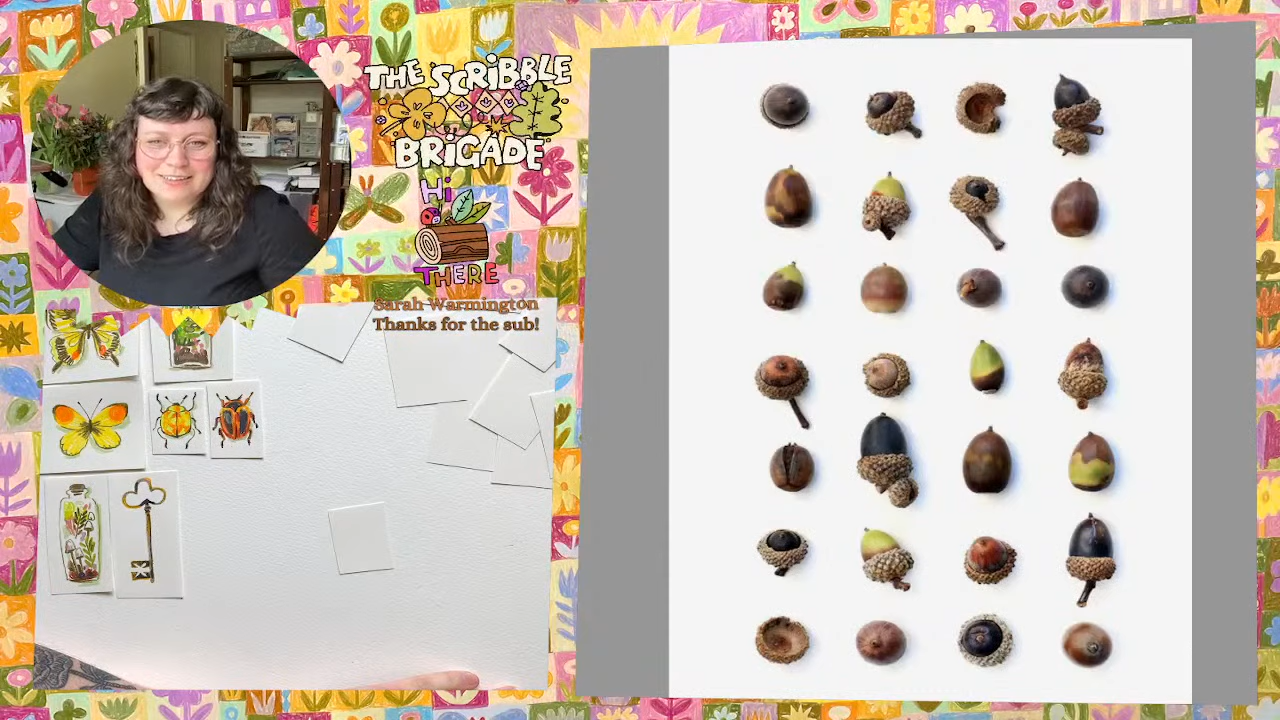 THE SCRIBBLE
BRIGADE
Hi
THERE
Sarah Warmington
Thanks for the sub!